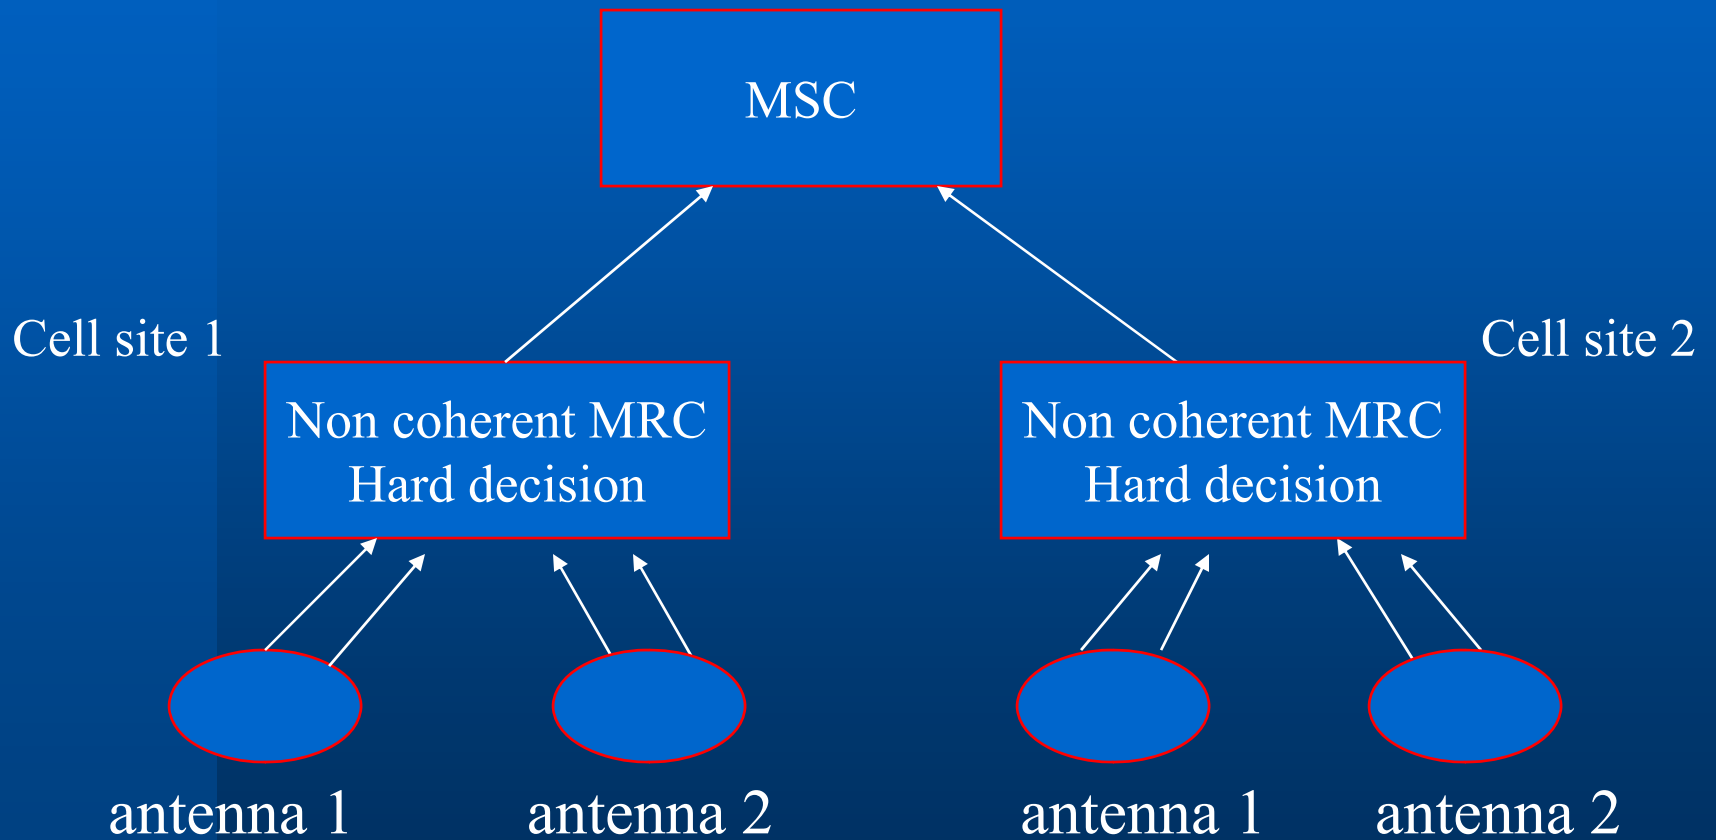 MSC
Cell site 1
Cell site 2
Non coherent MRC
Hard decision
Non coherent MRC
Hard decision
antenna 1
antenna 2
antenna 1
antenna 2